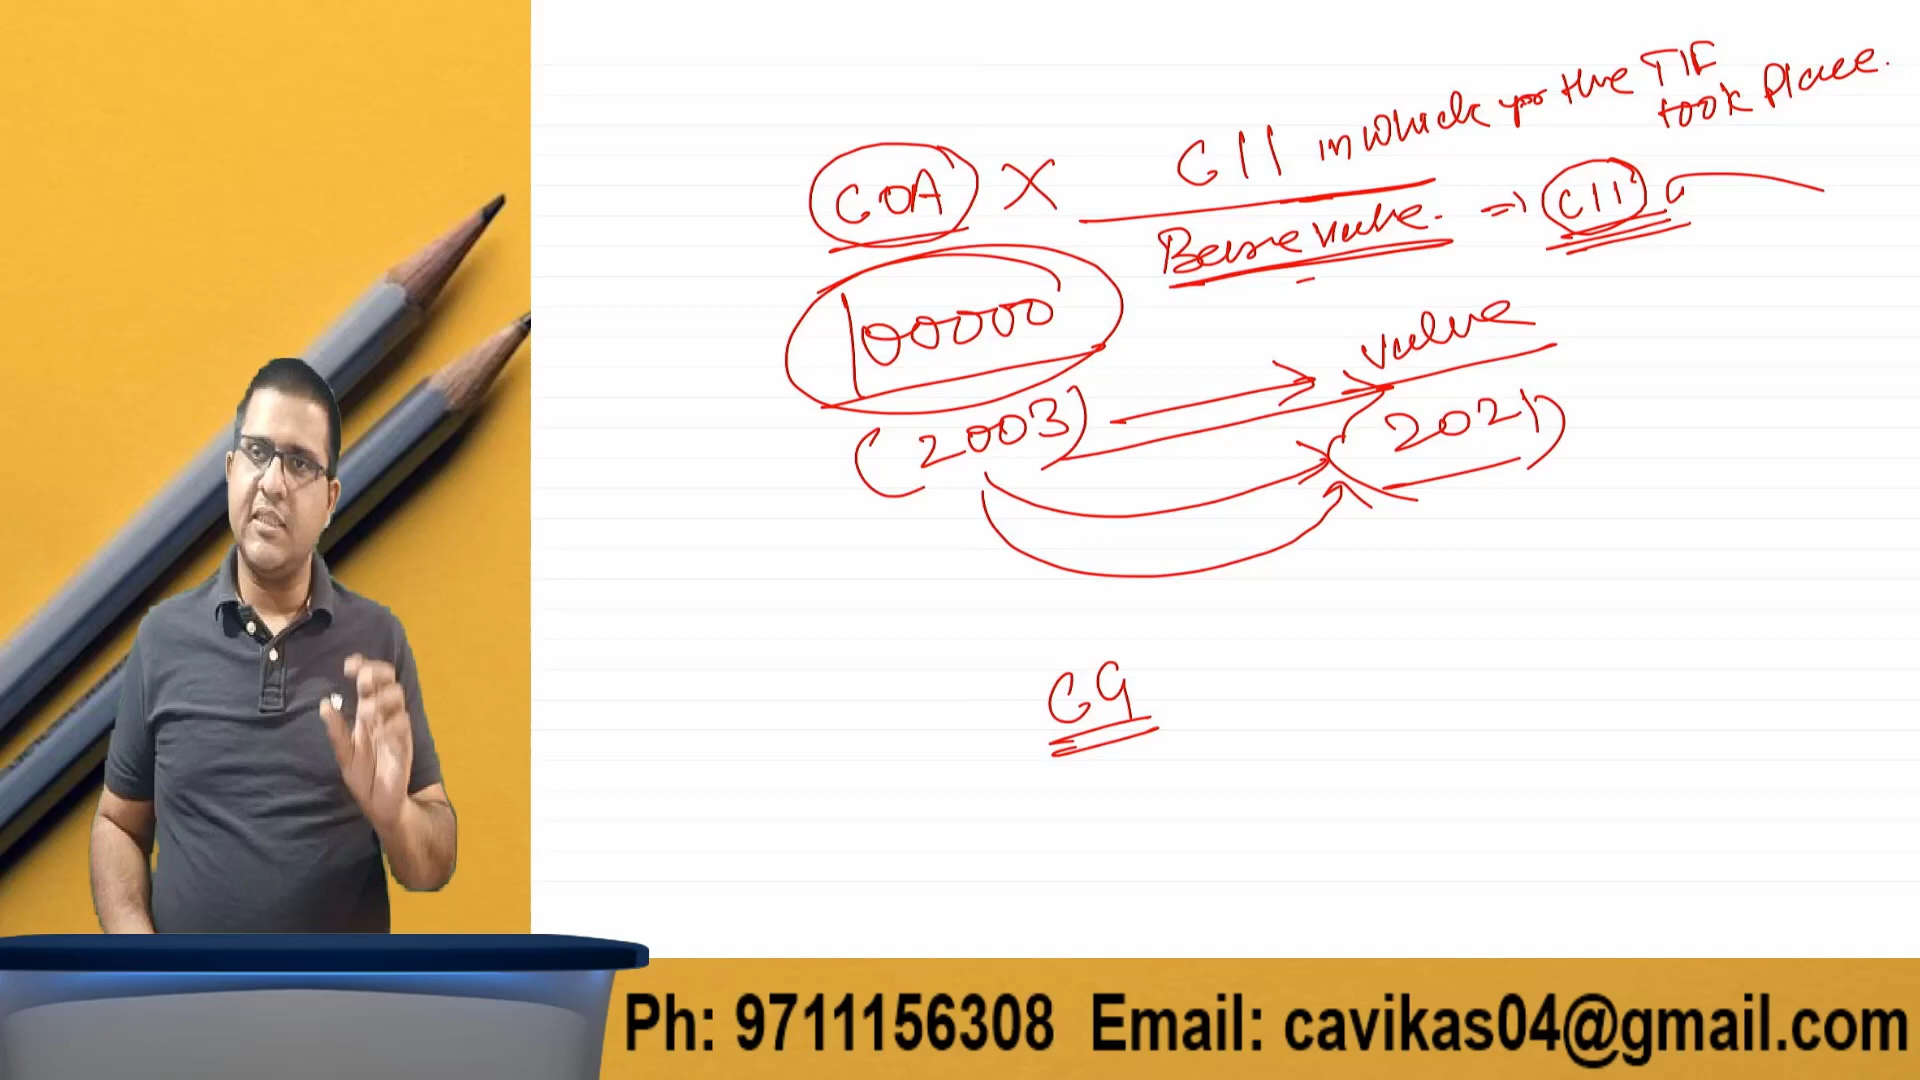 COA X CII in which yr the TIF took place.
Base value. ⇒ CII
100000
value
(2003) (2021)
CG
Ph: 9711156308 Email: cavikas04@gmail.com